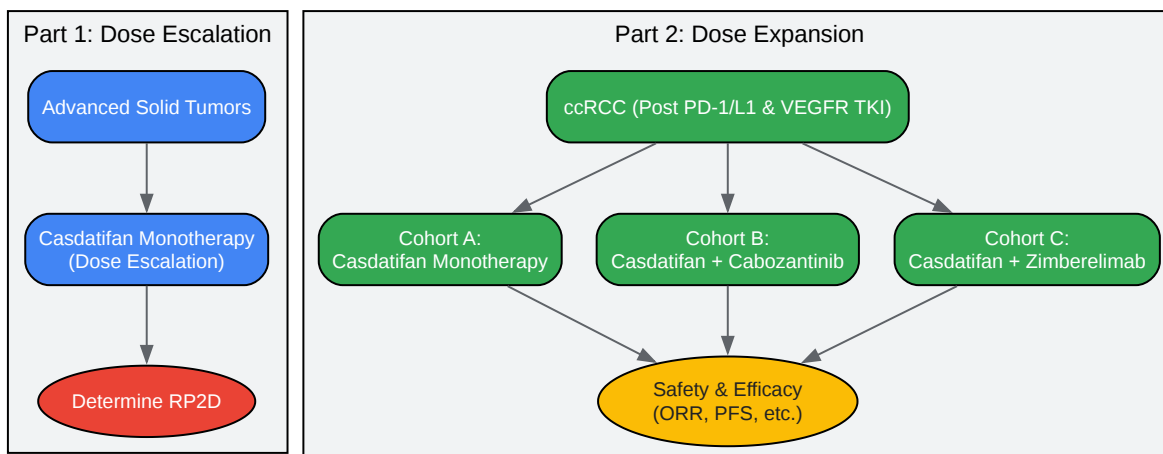 Part 1: Dose Escalation
Advanced Solid Tumors
Casdatifan Monotherapy
(Dose Escalation)
Determine RP2D
Part 2: Dose Expansion
ccRCC (Post PD-1/L1 & VEGFR TKI)
Cohort A:
Casdatifan Monotherapy
Cohort B:
Casdatifan + Cabozantinib
Cohort C:
Casdatifan + Zimberelimab
Safety & Efficacy
(ORR, PFS, etc.)